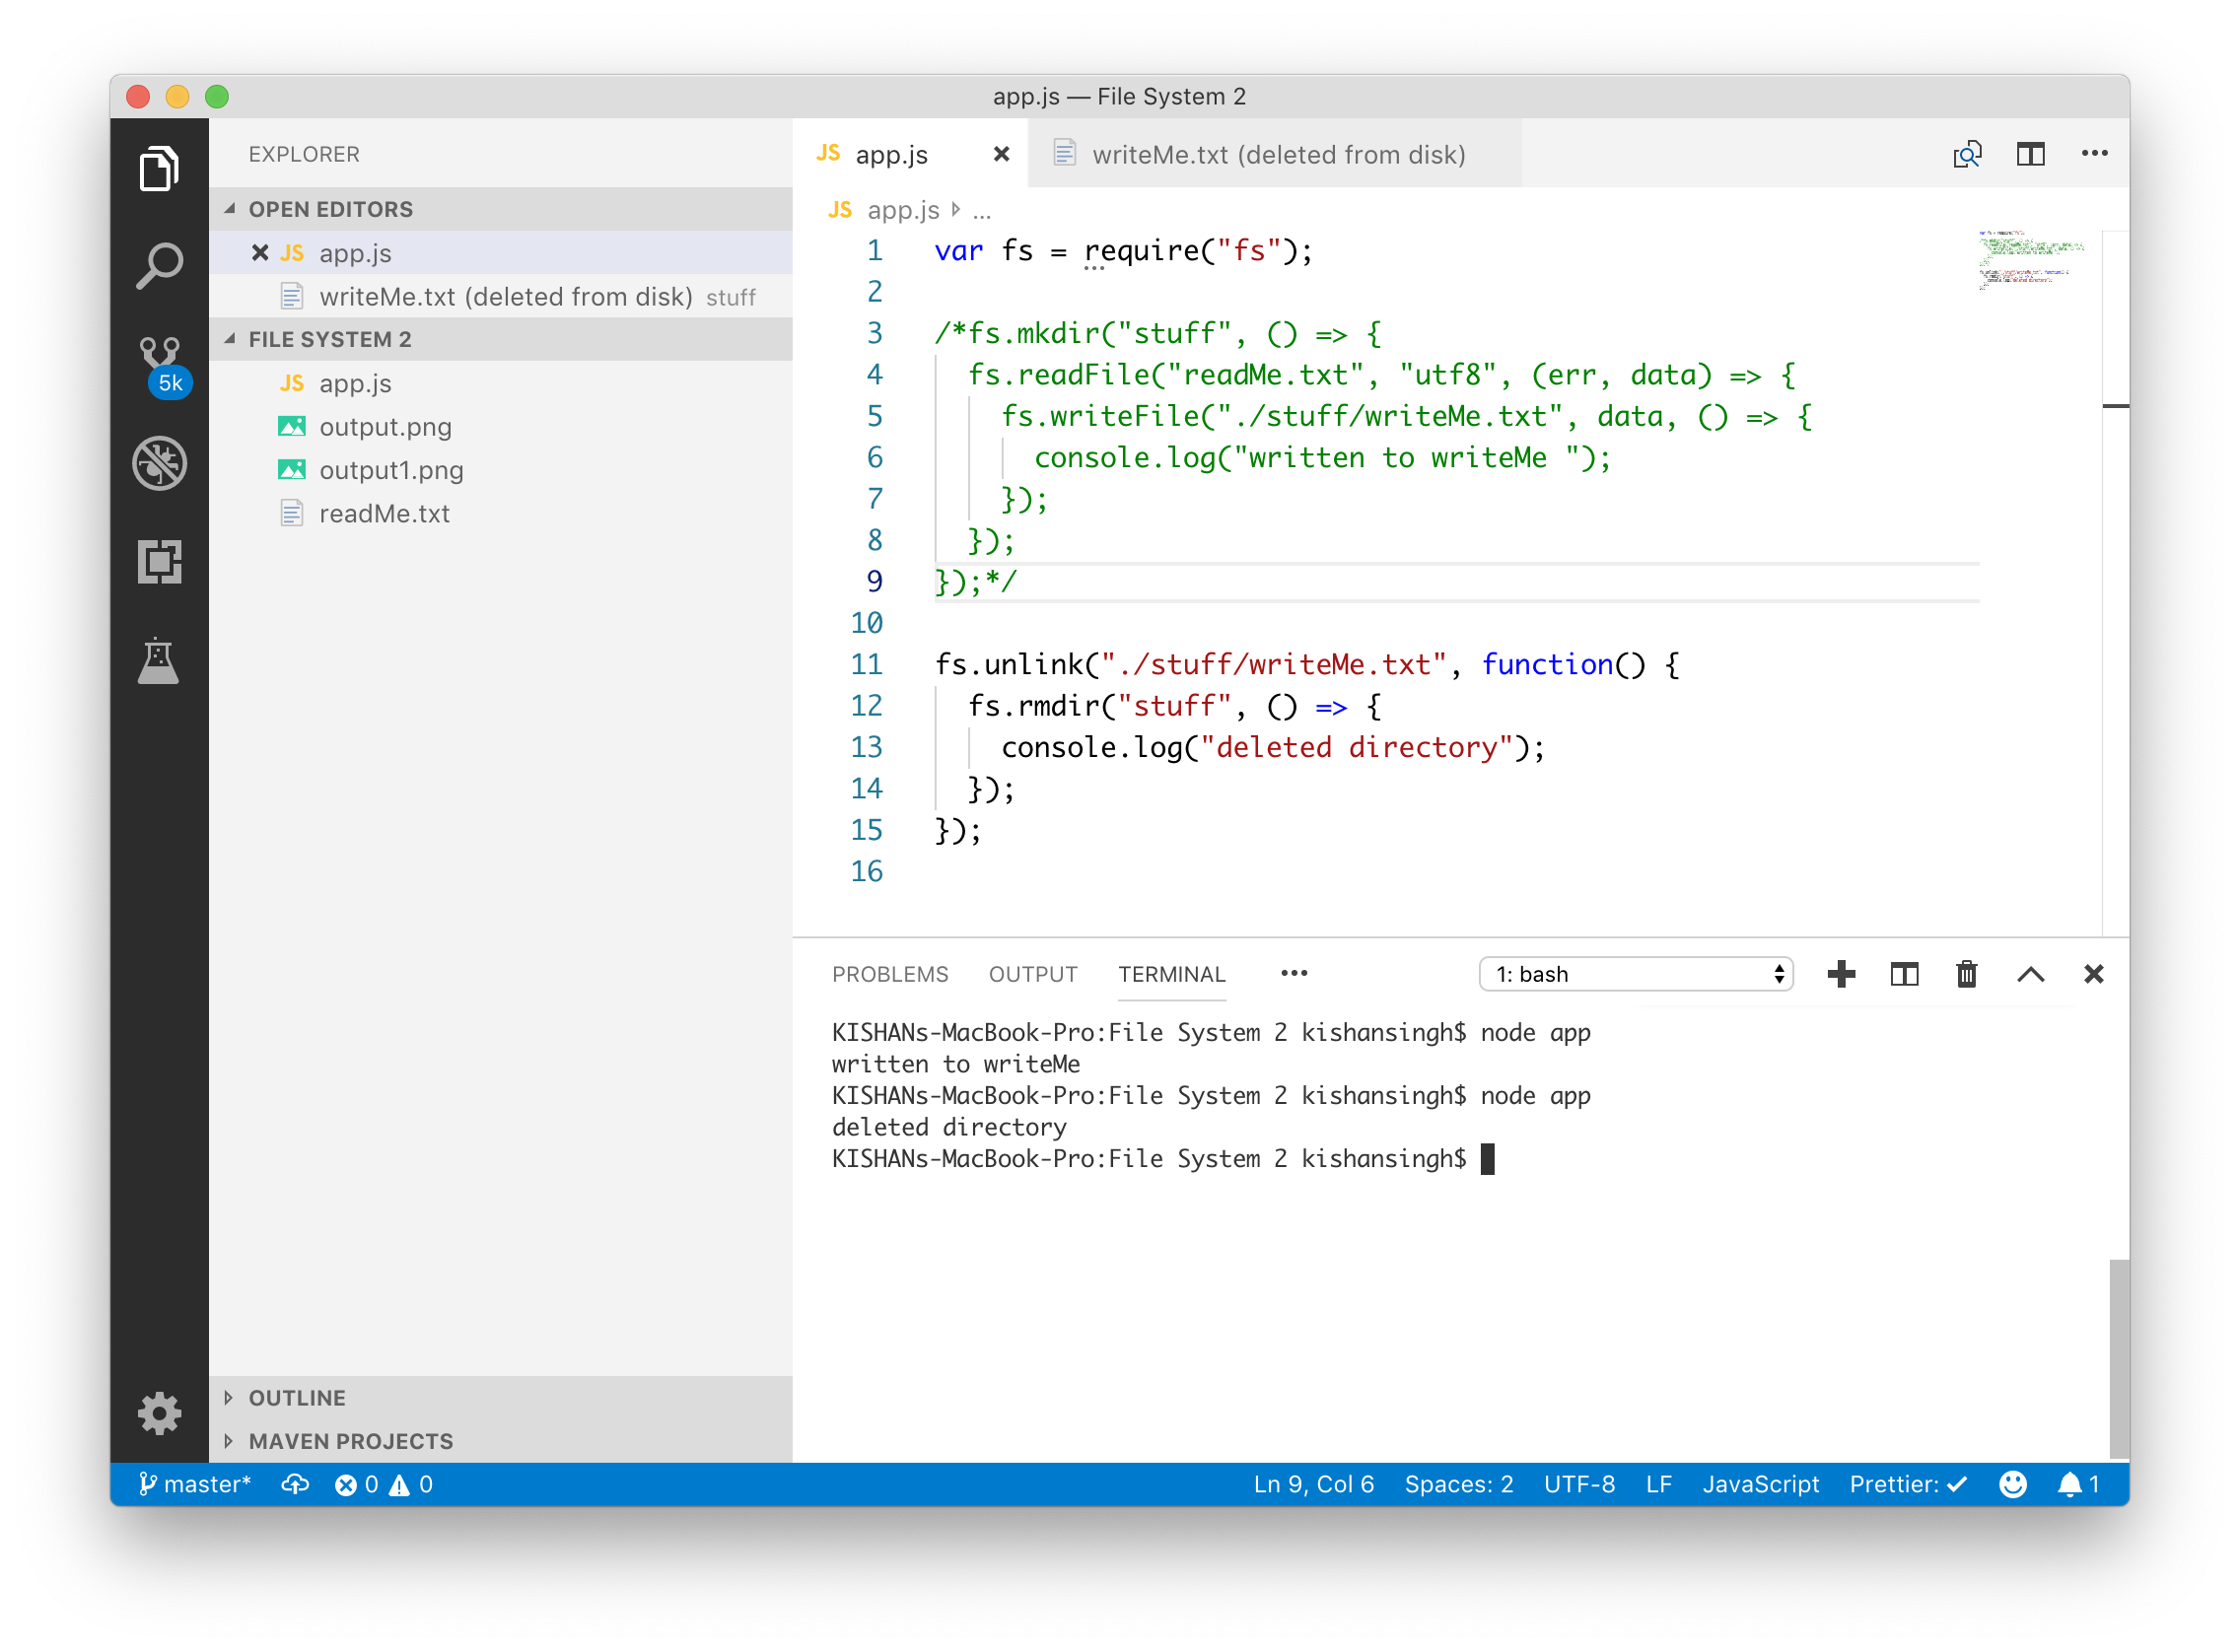 app.js — File System 2
EXPLORER
OPEN EDITORS
JS app.js
writeMe.txt (deleted from disk) stuff
FILE SYSTEM 2
JS app.js
output.png
output1.png
readMe.txt
OUTLINE
MAVEN PROJECTS
5k
JS app.js
writeMe.txt (deleted from disk)
JS app.js ...
1 var fs = require("fs");
2
3 /*fs.mkdir("stuff", () => {
4 fs.readFile("readMe.txt", "utf8", (err, data) => {
5 fs.writeFile("./stuff/writeMe.txt", data, () => {
6 console.log("written to writeMe ");
7 });
8 });
9 });*/
10
11 fs.unlink("./stuff/writeMe.txt", function() {
12 fs.rmdir("stuff", () => {
13 console.log("deleted directory");
14 });
15 });
16
PROBLEMS OUTPUT TERMINAL ••• 1: bash
KISHANs-MacBook-Pro:File System 2 kishansingh$ node app
written to writeMe
KISHANs-MacBook-Pro:File System 2 kishansingh$ node app
deleted directory
KISHANs-MacBook-Pro:File System 2 kishansingh$
master* 0 0 Ln 9, Col 6 Spaces: 2 UTF-8 LF JavaScript Prettier: ✓ 1